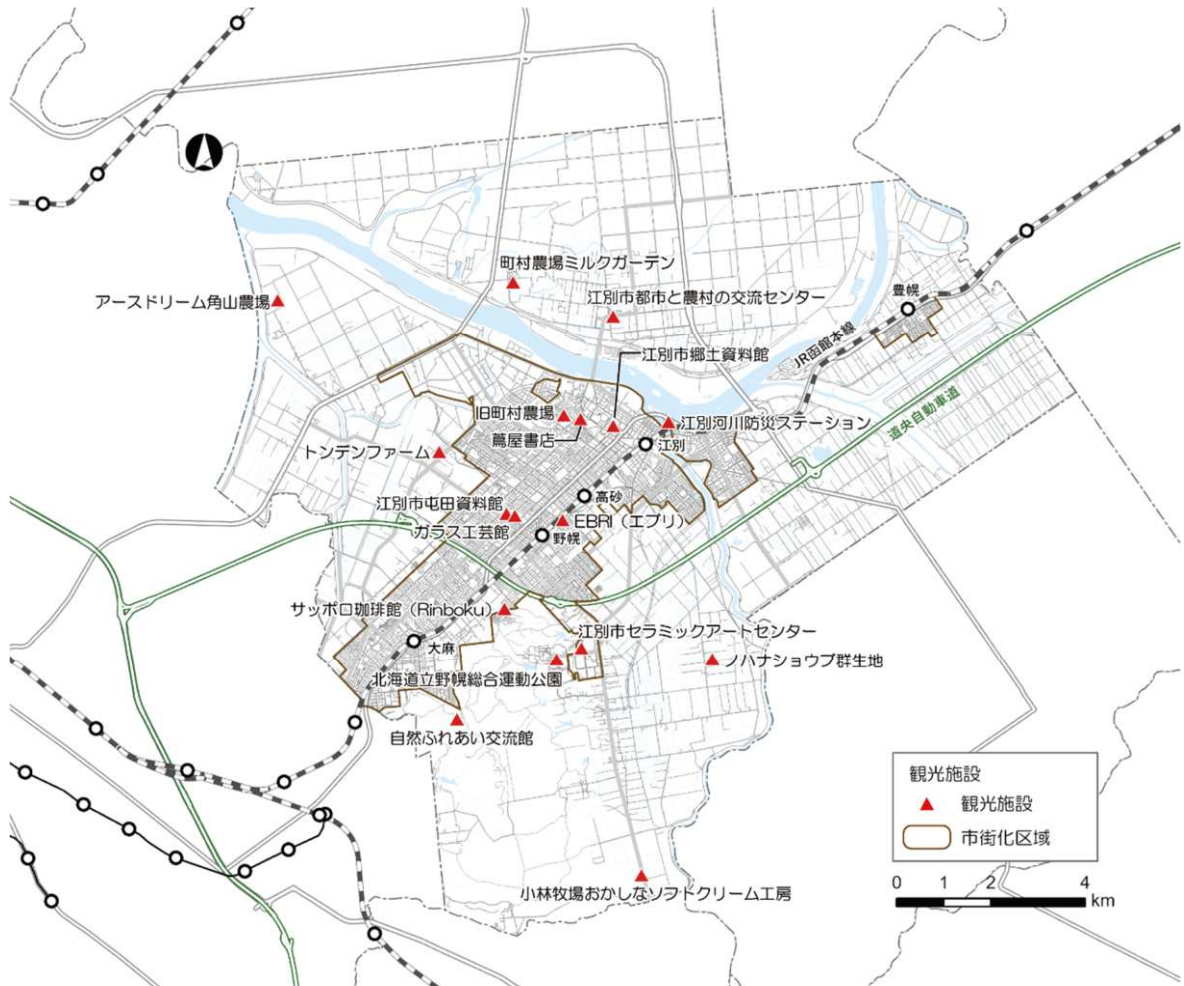 町村農場ミルクガーデン
アースドリーム角山農場
江別市都市と農村の交流センター
豊幌
JR函館本線
江別市郷土資料館
旧町村農場
蔦屋書店
江別河川防災ステーション
道央自動車道
江別
トンデンファーム
高砂
江別市屯田資料館
EBRI（エブリ）
ガラス工芸館
野幌
サッポロ珈琲館（Rinboku）
江別市セラミックアートセンター
大麻
ノハナショウブ群生地
北海道立野幌総合運動公園
自然ふれあい交流館
小林牧場おかしなソフトクリーム工房
観光施設
観光施設
市街化区域
0 1 2 4
km